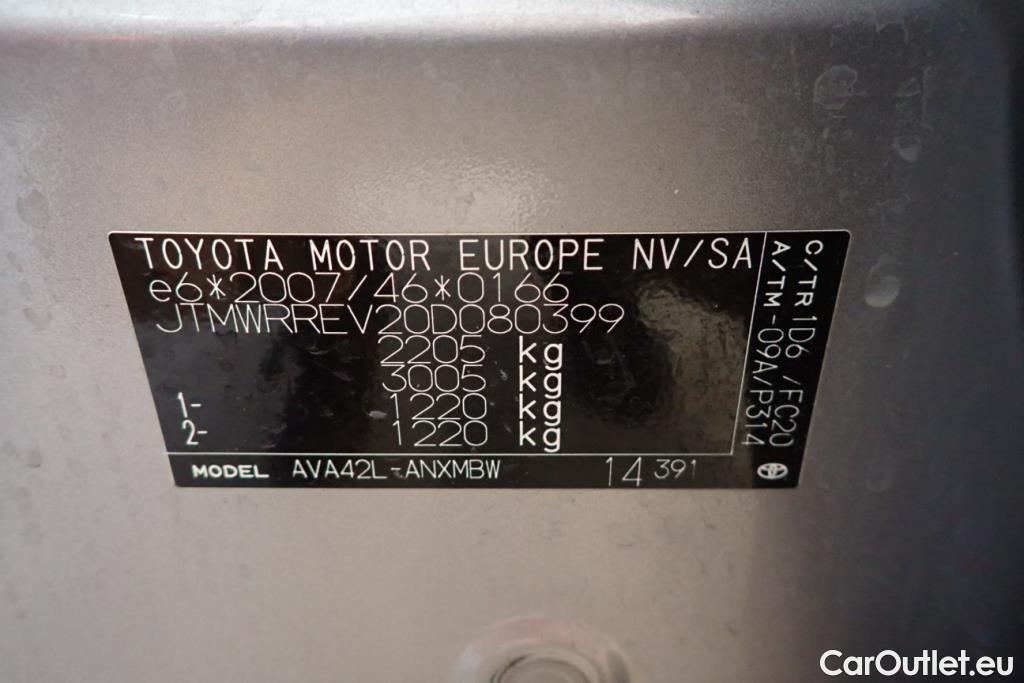 TOYOTA MOTOR EUROPE NV/SA
e6*2007/46*0166
JTMWRREV20D080399
2205 kg
3005 kg
1- 1220 kg
2- 1220 kg
MODEL AVA42L-ANXMBW 14 391
C/TR 1D6 /FC20
A/TM -09A/P314
CarOutlet.eu